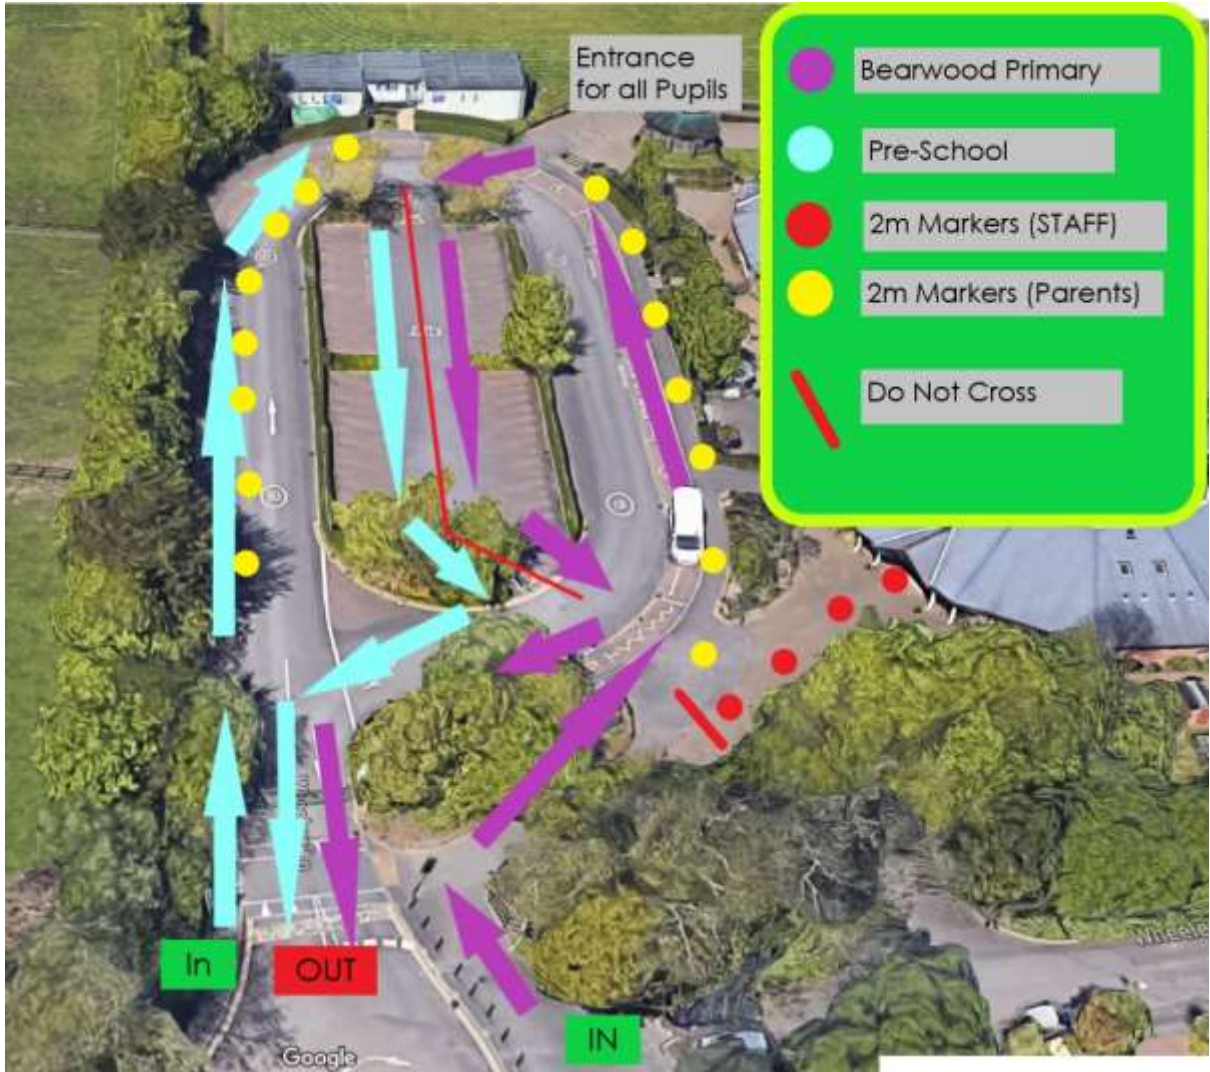 Entrance
for all Pupils
Bearwood Primary
Pre-School
2m Markers (STAFF)
2m Markers (Parents)
Do Not Cross
In
OUT
IN
Google